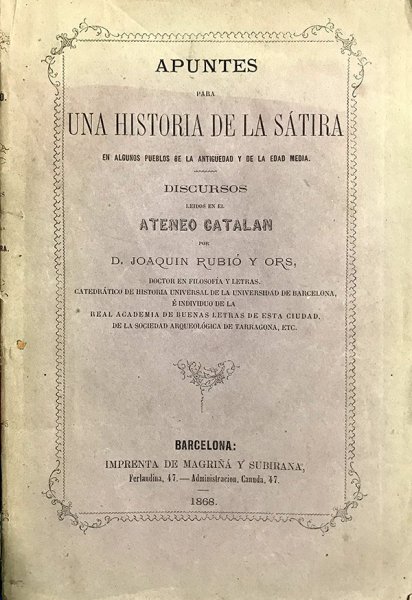 APUNTES
PARA
UNA HISTORIA DE LA SÁTIRA
EN ALGUNOS PUEBLOS DE LA ANTIGUEDAD Y DE LA EDAD MEDIA.
DISCURSOS
LEIDOS EN EL
ATENEO CATALAN
POR
D. JOAQUIN RUBIÓ Y ORS,
DOCTOR EN FILOSOFÍA Y LETRAS.
CATEDRÁTICO DE HISTORIA UNIVERSAL DE LA UNIVERSIDAD DE BARCELONA,
É INDIVIDUO DE LA
REAL ACADEMIA DE BUENAS LETRAS DE ESTA CIUDAD,
DE LA SOCIEDAD ARQUEOLÓGICA DE TARRAGONA, ETC.
BARCELONA:
IMPRENTA DE MAGRIÑÁ Y SUBIRANA,
Ferlandina, 47.—Administracion, Canuda, 47.
1868.